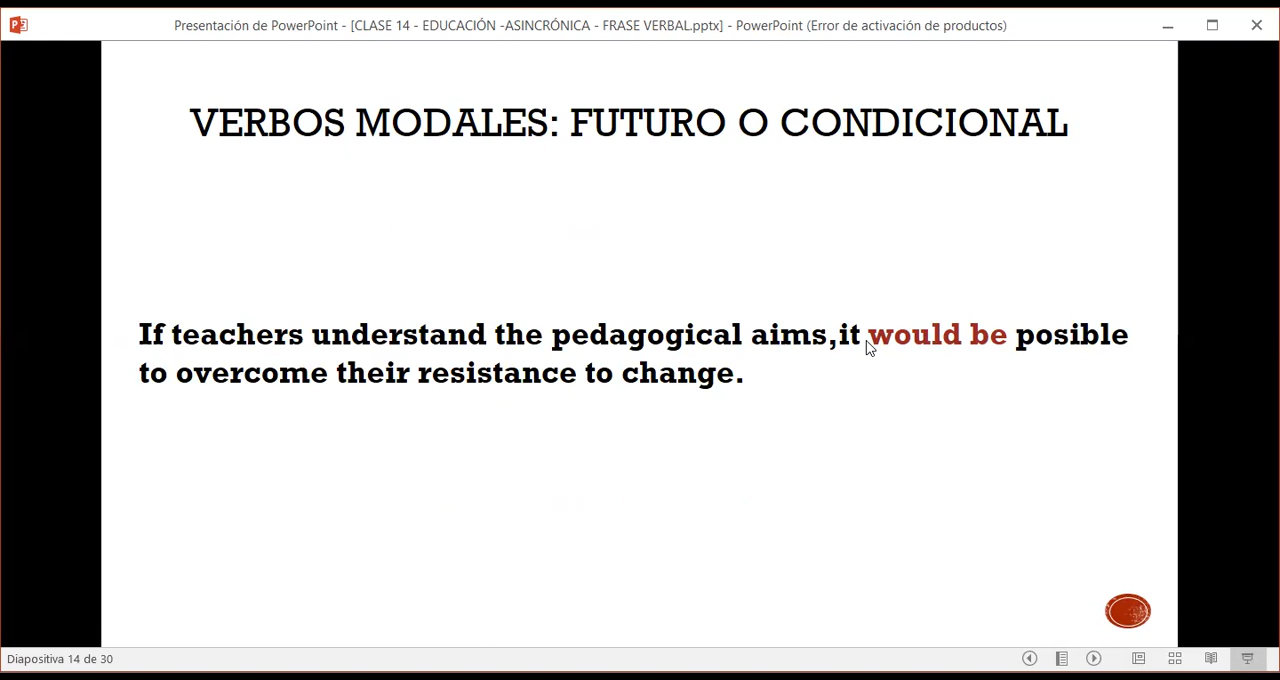 Presentación de PowerPoint - [CLASE 14 - EDUCACIÓN -ASINCRÓNICA - FRASE VERBAL.pptx] - PowerPoint (Error de activación de productos)
VERBOS MODALES: FUTURO O CONDICIONAL
If teachers understand the pedagogical aims,it would be posible
to overcome their resistance to change.
Diapositiva 14 de 30